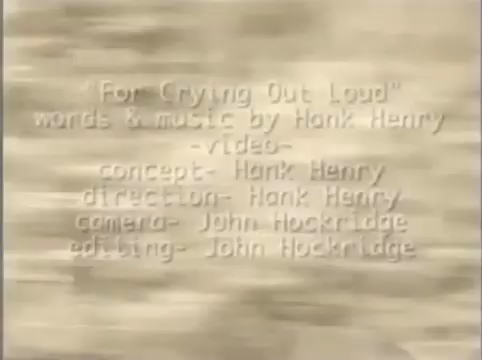 "For Crying Out Loud"
words & music by Hank Henry
-video-
concept- Hank Henry
direction- Hank Henry
camera- John Hockridge
editing- John Hockridge